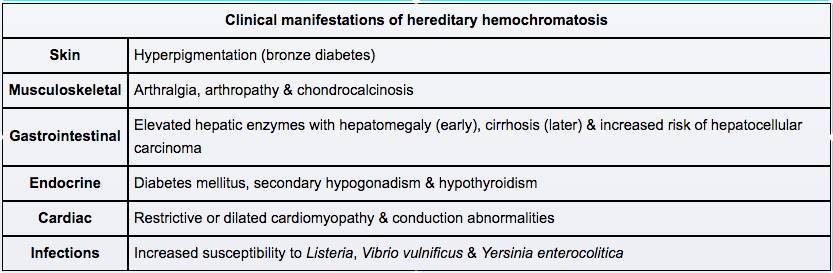 Clinical manifestations of hereditary hemochromatosis
Skin Hyperpigmentation (bronze diabetes)
Musculoskeletal Arthralgia, arthropathy & chondrocalcinosis
Gastrointestinal Elevated hepatic enzymes with hepatomegaly (early), cirrhosis (later) & increased risk of hepatocellular
carcinoma
Endocrine Diabetes mellitus, secondary hypogonadism & hypothyroidism
Cardiac Restrictive or dilated cardiomyopathy & conduction abnormalities
Infections Increased susceptibility to Listeria, Vibrio vulnificus & Yersinia enterocolitica